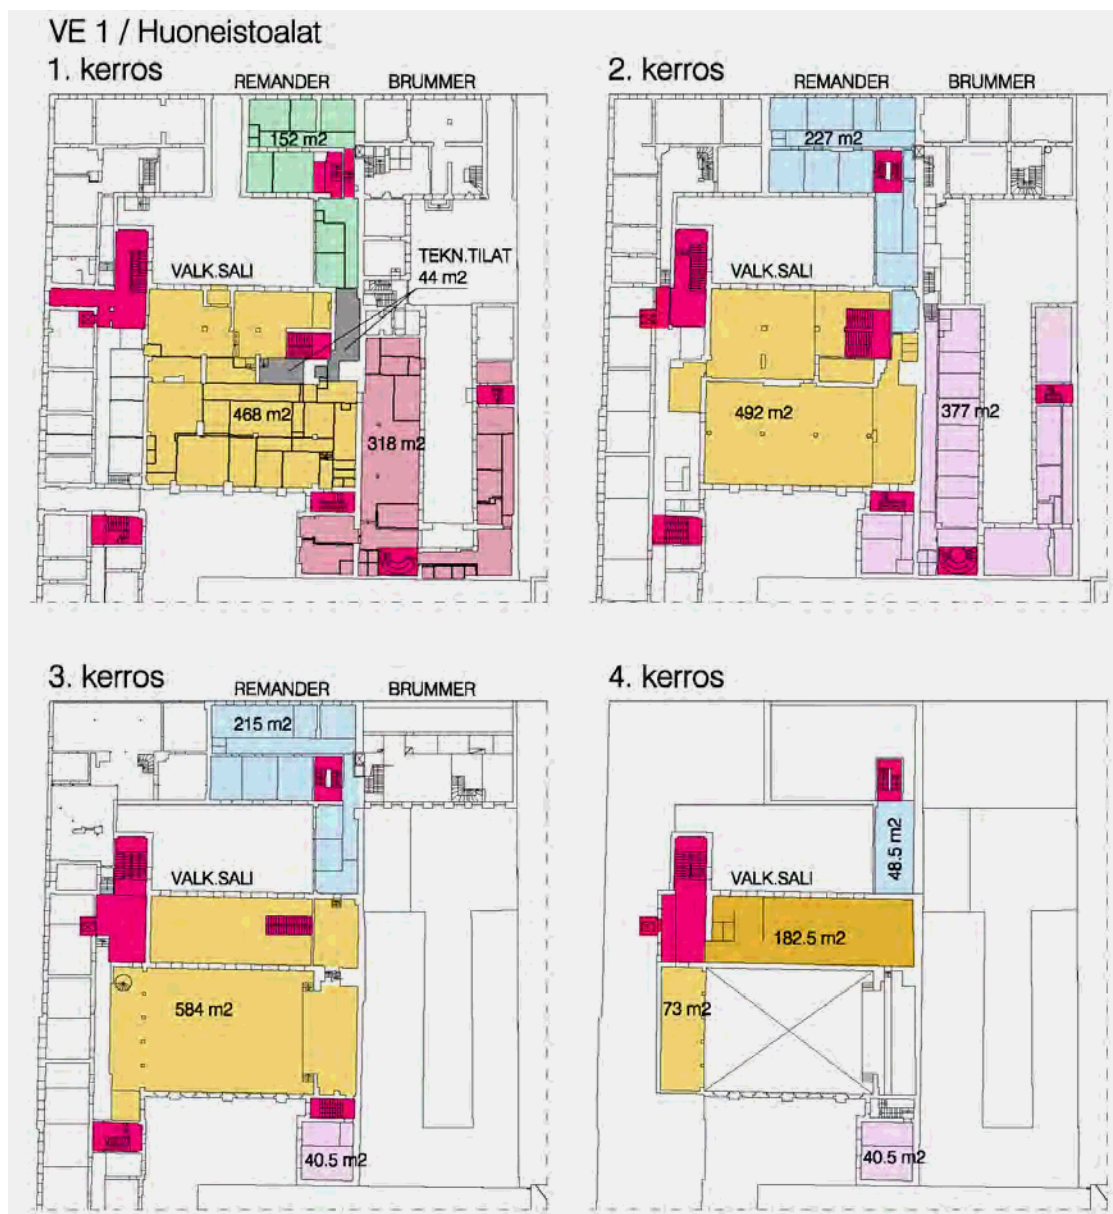 VE 1 / Huoneistoalat
1. kerros
REMANDER
BRUMMER
152 m2
TEKN.TILAT
44 m2
VALK.SALI
468 m2
318 m2
2. kerros
REMANDER
BRUMMER
227 m2
VALK.SALI
492 m2
377 m2
3. kerros
REMANDER
BRUMMER
215 m2
VALK.SALI
584 m2
40.5 m2
4. kerros
48.5 m2
VALK.SALI
182.5 m2
73 m2
40.5 m2